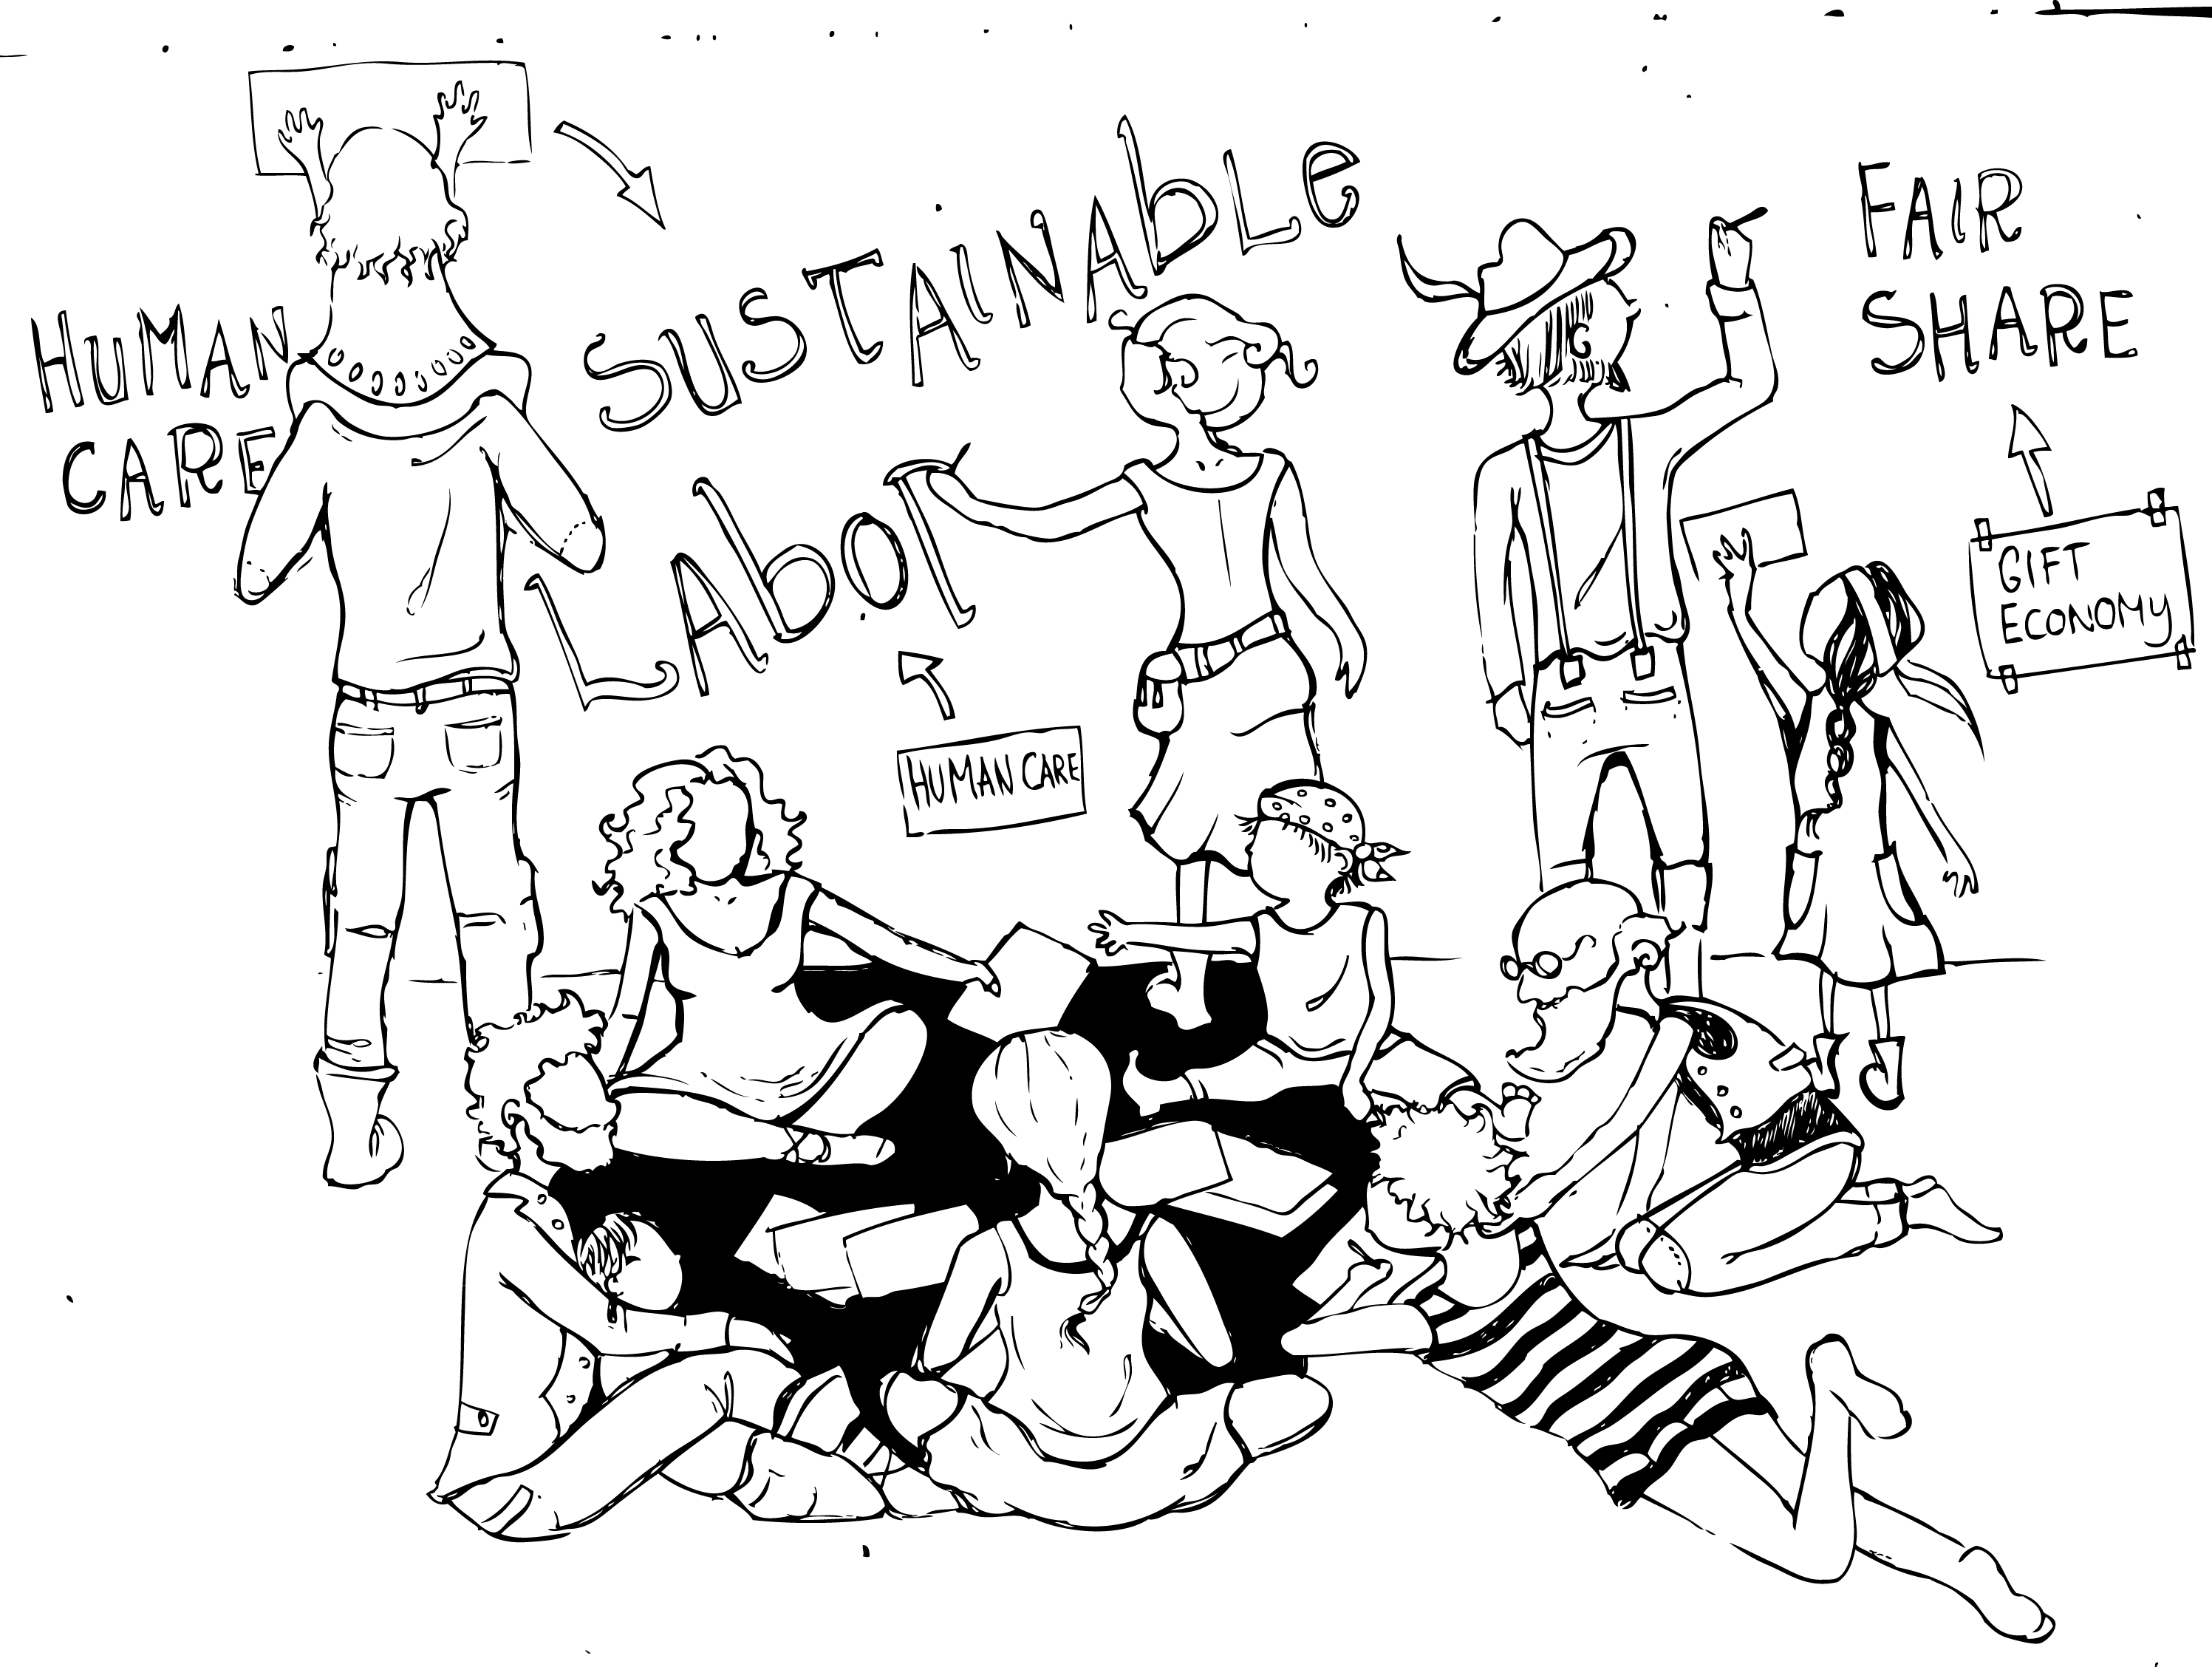 HUMAN
CARE
SUSTAINAbLe
LAbor
HUMAN CARE
FAIR
SHARE
GIFT
ECONOMY